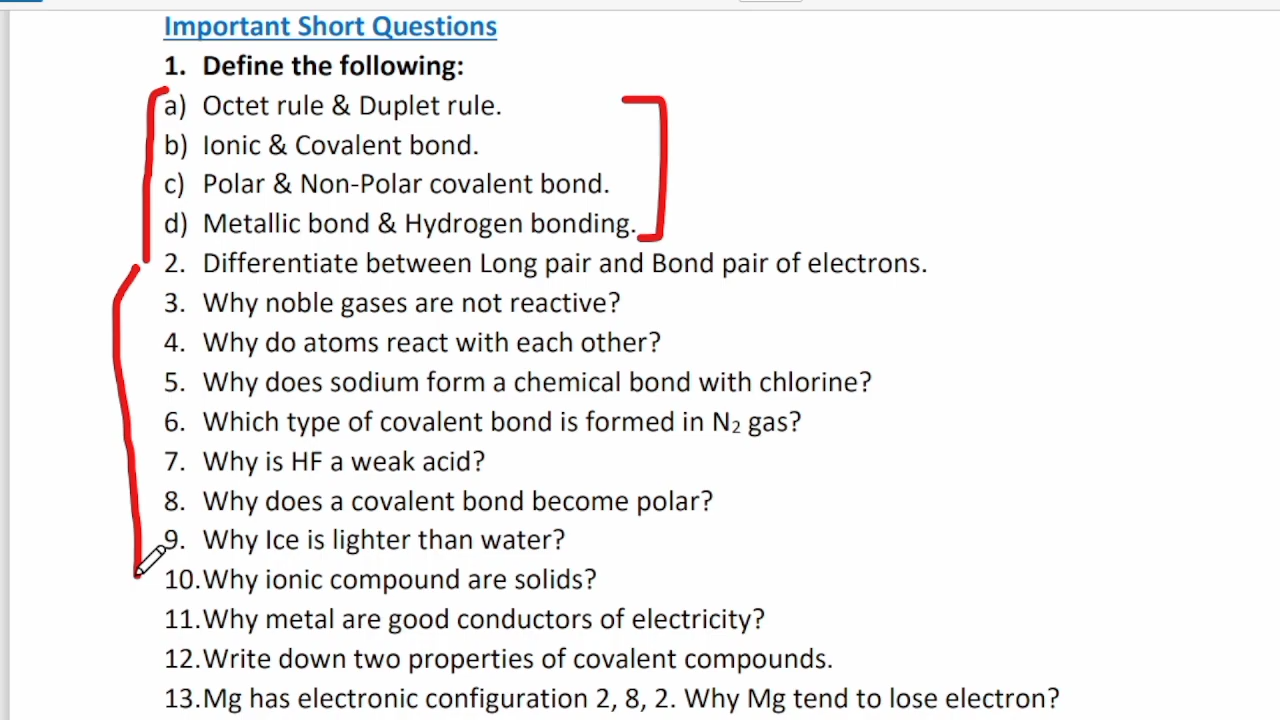 Important Short Questions
1. Define the following:
a) Octet rule & Duplet rule.
b) Ionic & Covalent bond.
c) Polar & Non-Polar covalent bond.
d) Metallic bond & Hydrogen bonding.
2. Differentiate between Long pair and Bond pair of electrons.
3. Why noble gases are not reactive?
4. Why do atoms react with each other?
5. Why does sodium form a chemical bond with chlorine?
6. Which type of covalent bond is formed in N₂ gas?
7. Why is HF a weak acid?
8. Why does a covalent bond become polar?
9. Why Ice is lighter than water?
10.Why ionic compound are solids?
11.Why metal are good conductors of electricity?
12.Write down two properties of covalent compounds.
13.Mg has electronic configuration 2, 8, 2. Why Mg tend to lose electron?